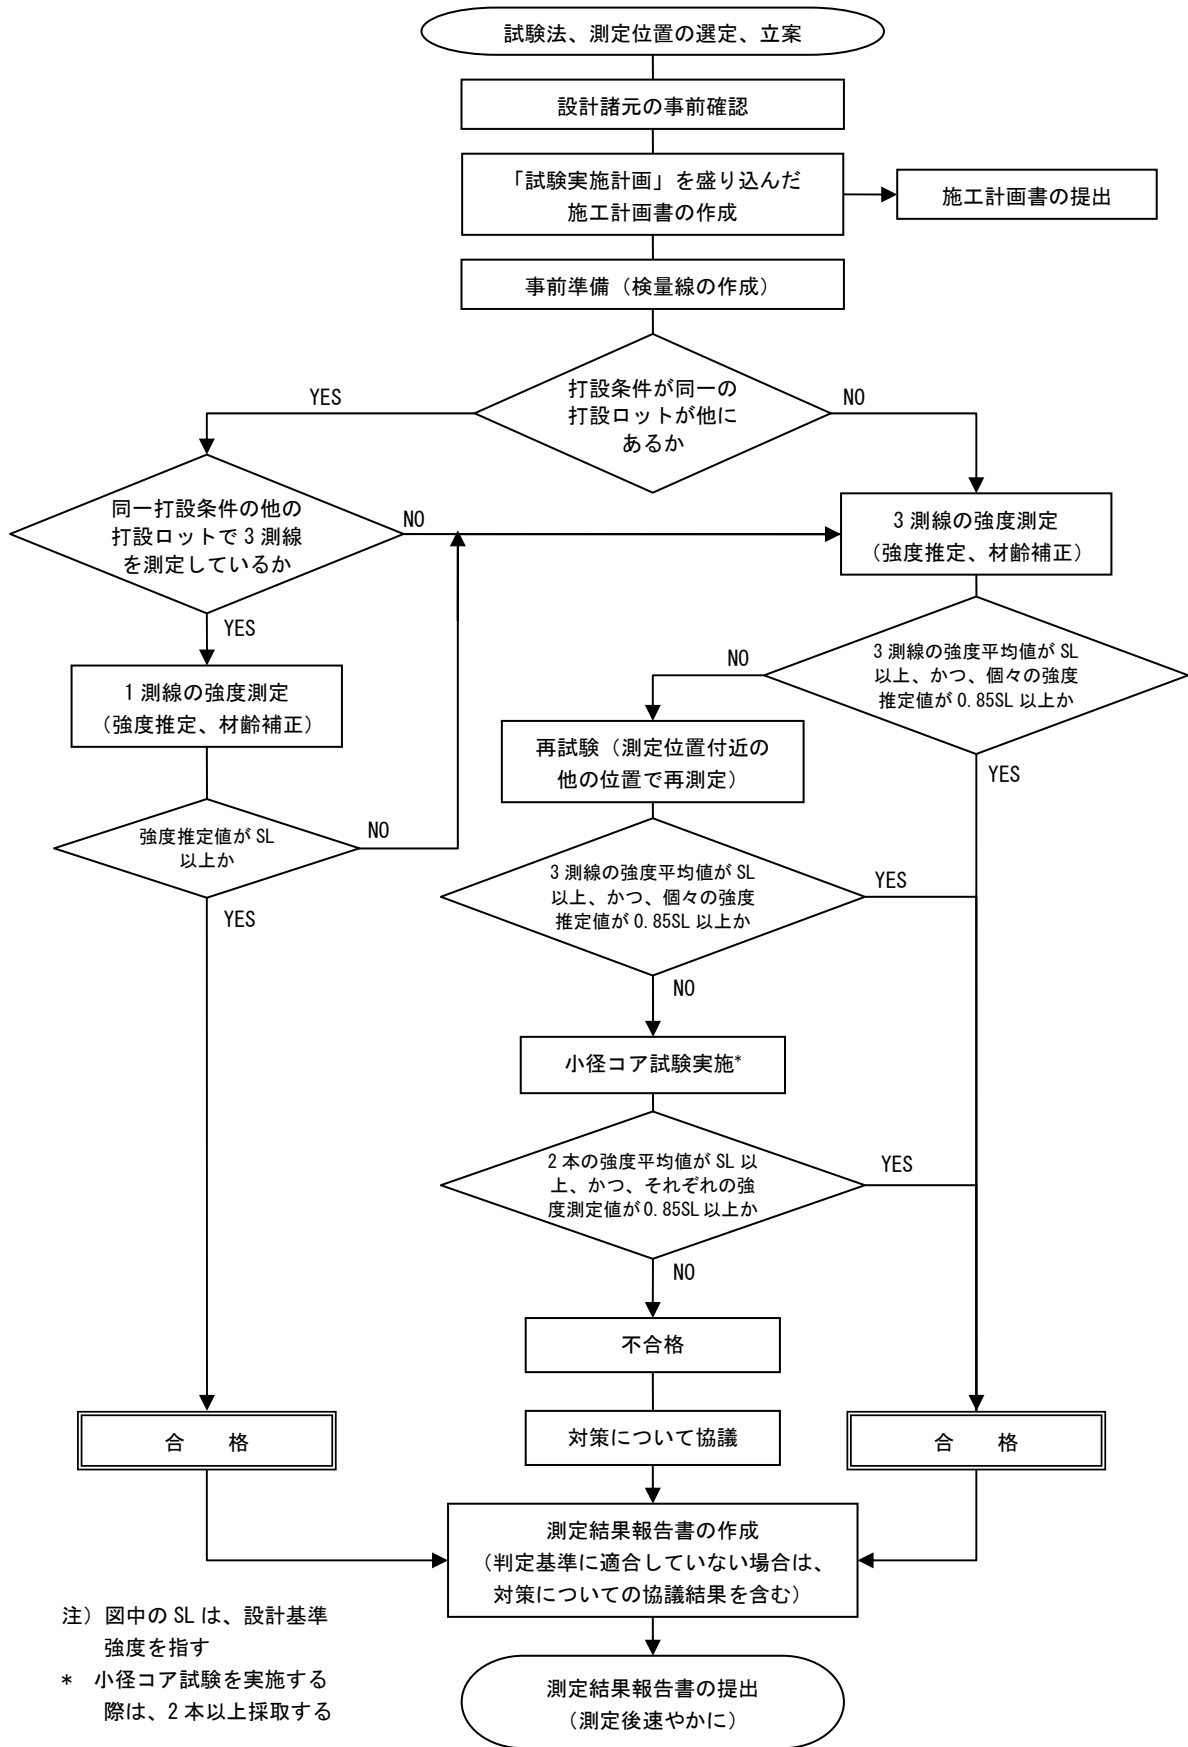 試験法、測定位置の選定、立案
設計諸元の事前確認
「試験実施計画」を盛り込んだ
施工計画書の作成
施工計画書の提出
事前準備（検量線の作成）
打設条件が同一の
打設ロットが他に
あるか
YES
NO
同一打設条件の他の
打設ロットで3測線
を測定しているか
NO
3測線の強度測定
（強度推定、材齢補正）
YES
1測線の強度測定
（強度推定、材齢補正）
3測線の強度平均値がSL
以上、かつ、個々の強度
推定値が0.85SL以上か
NO
YES
再試験（測定位置付近の
他の位置で再測定）
強度推定値がSL
以上か
NO
YES
3測線の強度平均値がSL
以上、かつ、個々の強度
推定値が0.85SL以上か
YES
NO
小径コア試験実施*
2本の強度平均値がSL以
上、かつ、それぞれの強
度測定値が0.85SL以上か
YES
NO
不合格
対策について協議
合　　格
合　　格
測定結果報告書の作成
（判定基準に適合していない場合は、
対策についての協議結果を含む）
測定結果報告書の提出
（測定後速やかに）
注）図中のSLは、設計基準
強度を指す
*　小径コア試験を実施する
際は、2本以上採取する